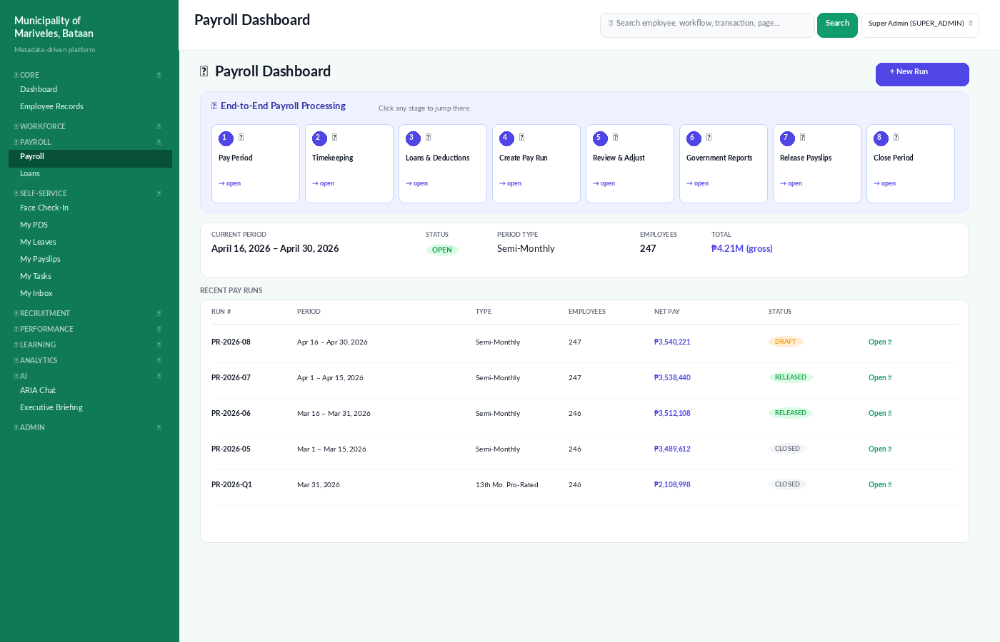 Municipality of
Mariveles, Bataan
Metadata-driven platform
CORE
Dashboard
Employee Records
WORKFORCE
PAYROLL
Payroll
Loans
SELF-SERVICE
Face Check-In
My PDS
My Leaves
My Payslips
My Tasks
My Inbox
RECRUITMENT
PERFORMANCE
LEARNING
ANALYTICS
AI
ARIA Chat
Executive Briefing
ADMIN
Payroll Dashboard
Search employee, workflow, transaction, page...
Search
Super Admin (SUPER_ADMIN)
Payroll Dashboard
+ New Run
End-to-End Payroll Processing
Click any stage to jump there.
1
Pay Period
→ open
2
Timekeeping
→ open
3
Loans & Deductions
→ open
4
Create Pay Run
→ open
5
Review & Adjust
→ open
6
Government Reports
→ open
7
Release Payslips
→ open
8
Close Period
→ open
CURRENT PERIOD STATUS PERIOD TYPE EMPLOYEES TOTAL
April 16, 2026 – April 30, 2026 OPEN Semi-Monthly 247 ₱4.21M (gross)
RECENT PAY RUNS
RUN # PERIOD TYPE EMPLOYEES NET PAY STATUS
PR-2026-08 Apr 16 – Apr 30, 2026 Semi-Monthly 247 ₱3,540,221 DRAFT Open
PR-2026-07 Apr 1 – Apr 15, 2026 Semi-Monthly 247 ₱3,538,440 RELEASED Open
PR-2026-06 Mar 16 – Mar 31, 2026 Semi-Monthly 246 ₱3,512,108 RELEASED Open
PR-2026-05 Mar 1 – Mar 15, 2026 Semi-Monthly 246 ₱3,489,612 CLOSED Open
PR-2026-Q1 Mar 31, 2026 13th Mo. Pro-Rated 246 ₱2,108,998 CLOSED Open